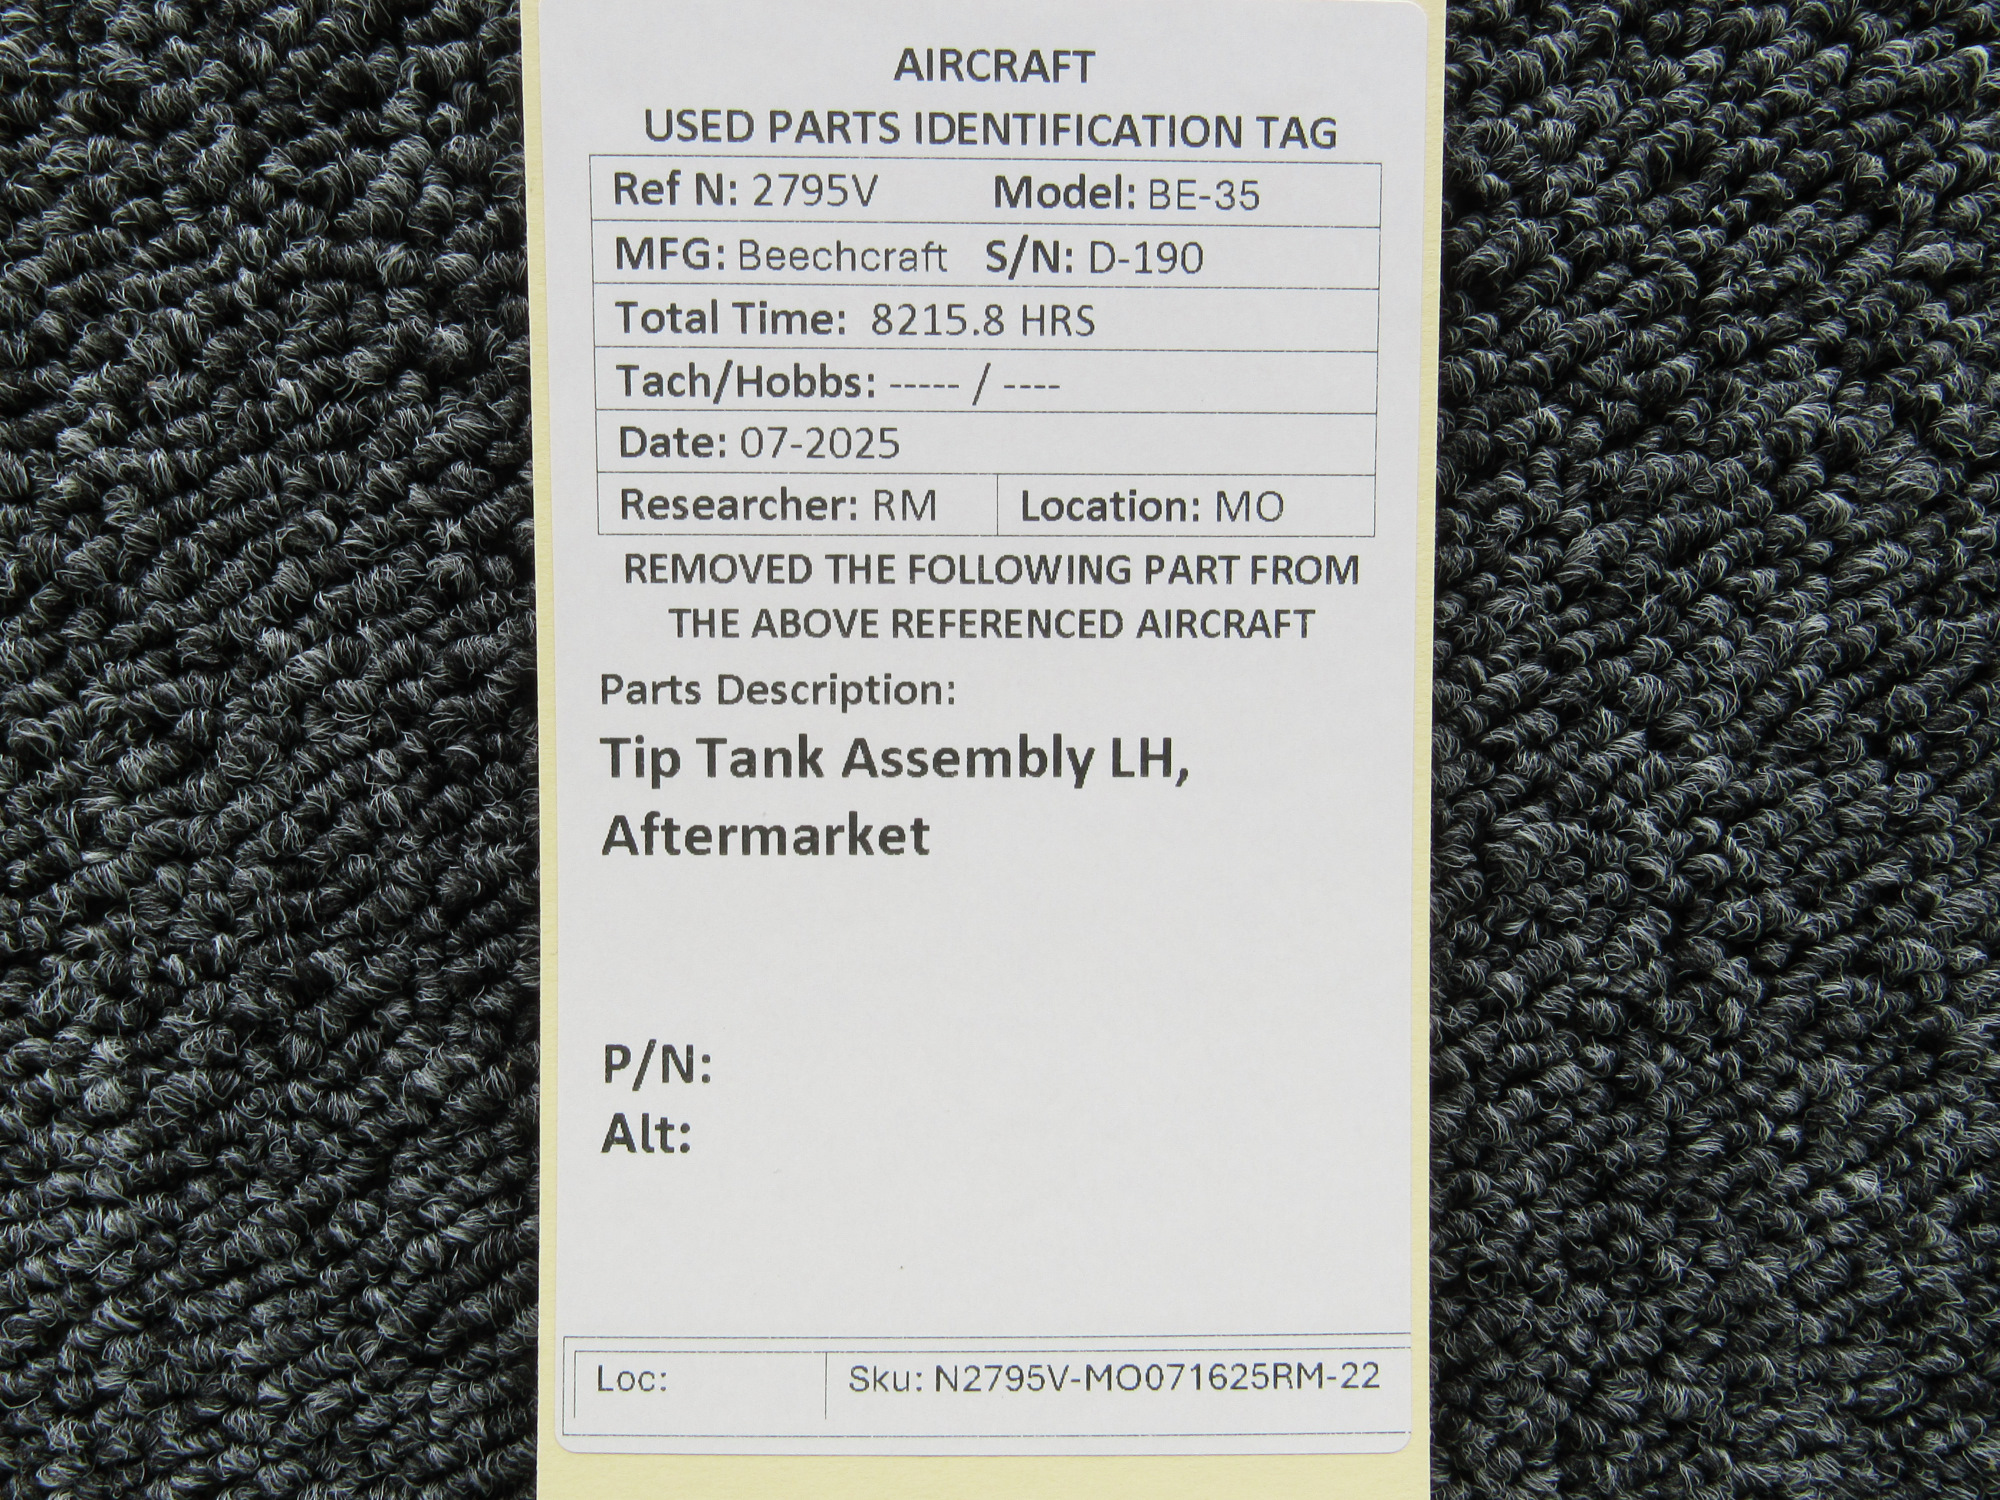 AIRCRAFT
USED PARTS IDENTIFICATION TAG
Ref N: 2795V Model: BE-35
MFG: Beechcraft S/N: D-190
Total Time: 8215.8 HRS
Tach/Hobbs: ----- / ----
Date: 07-2025
Researcher: RM Location: MO
REMOVED THE FOLLOWING PART FROM
THE ABOVE REFERENCED AIRCRAFT
Parts Description:
Tip Tank Assembly LH,
Aftermarket
P/N:
Alt:
Loc: Sku: N2795V-MO071625RM-22